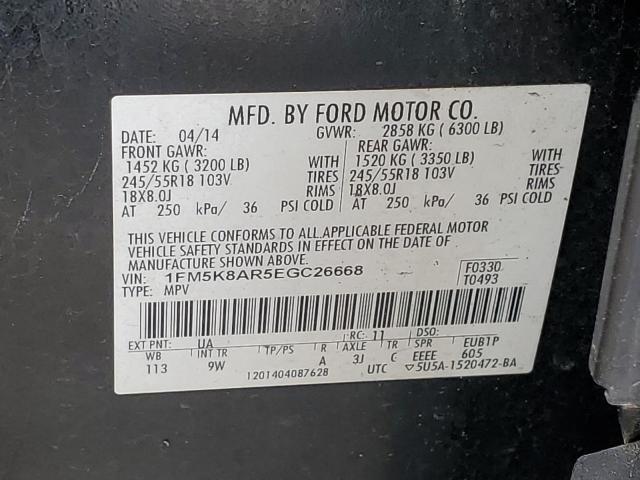 MFD. BY FORD MOTOR CO.
DATE: 04/14 GVWR: 2858 KG ( 6300 LB)
FRONT GAWR: REAR GAWR:
1452 KG ( 3200 LB) WITH 1520 KG ( 3350 LB) WITH
245/55R18 103V TIRES 245/55R18 103V TIRES
18X8.0J RIMS 18X8.0J RIMS
AT 250 kPa/ 36 PSI COLD AT 250 kPa/ 36 PSI COLD
THIS VEHICLE CONFORMS TO ALL APPLICABLE FEDERAL MOTOR
VEHICLE SAFETY STANDARDS IN EFFECT ON THE DATE OF
MANUFACTURE SHOWN ABOVE.
VIN: 1FM5K8AR5EGC26668 F0330
TYPE: MPV T0493
EXT PNT: UA RC: 11 DSO:
WB INT TR TP/PS R AXLE TR SPR EUB1P
113 9W A 3J C EEEE 605
1201404087628 UTC ▽5U5A-1520472-BA